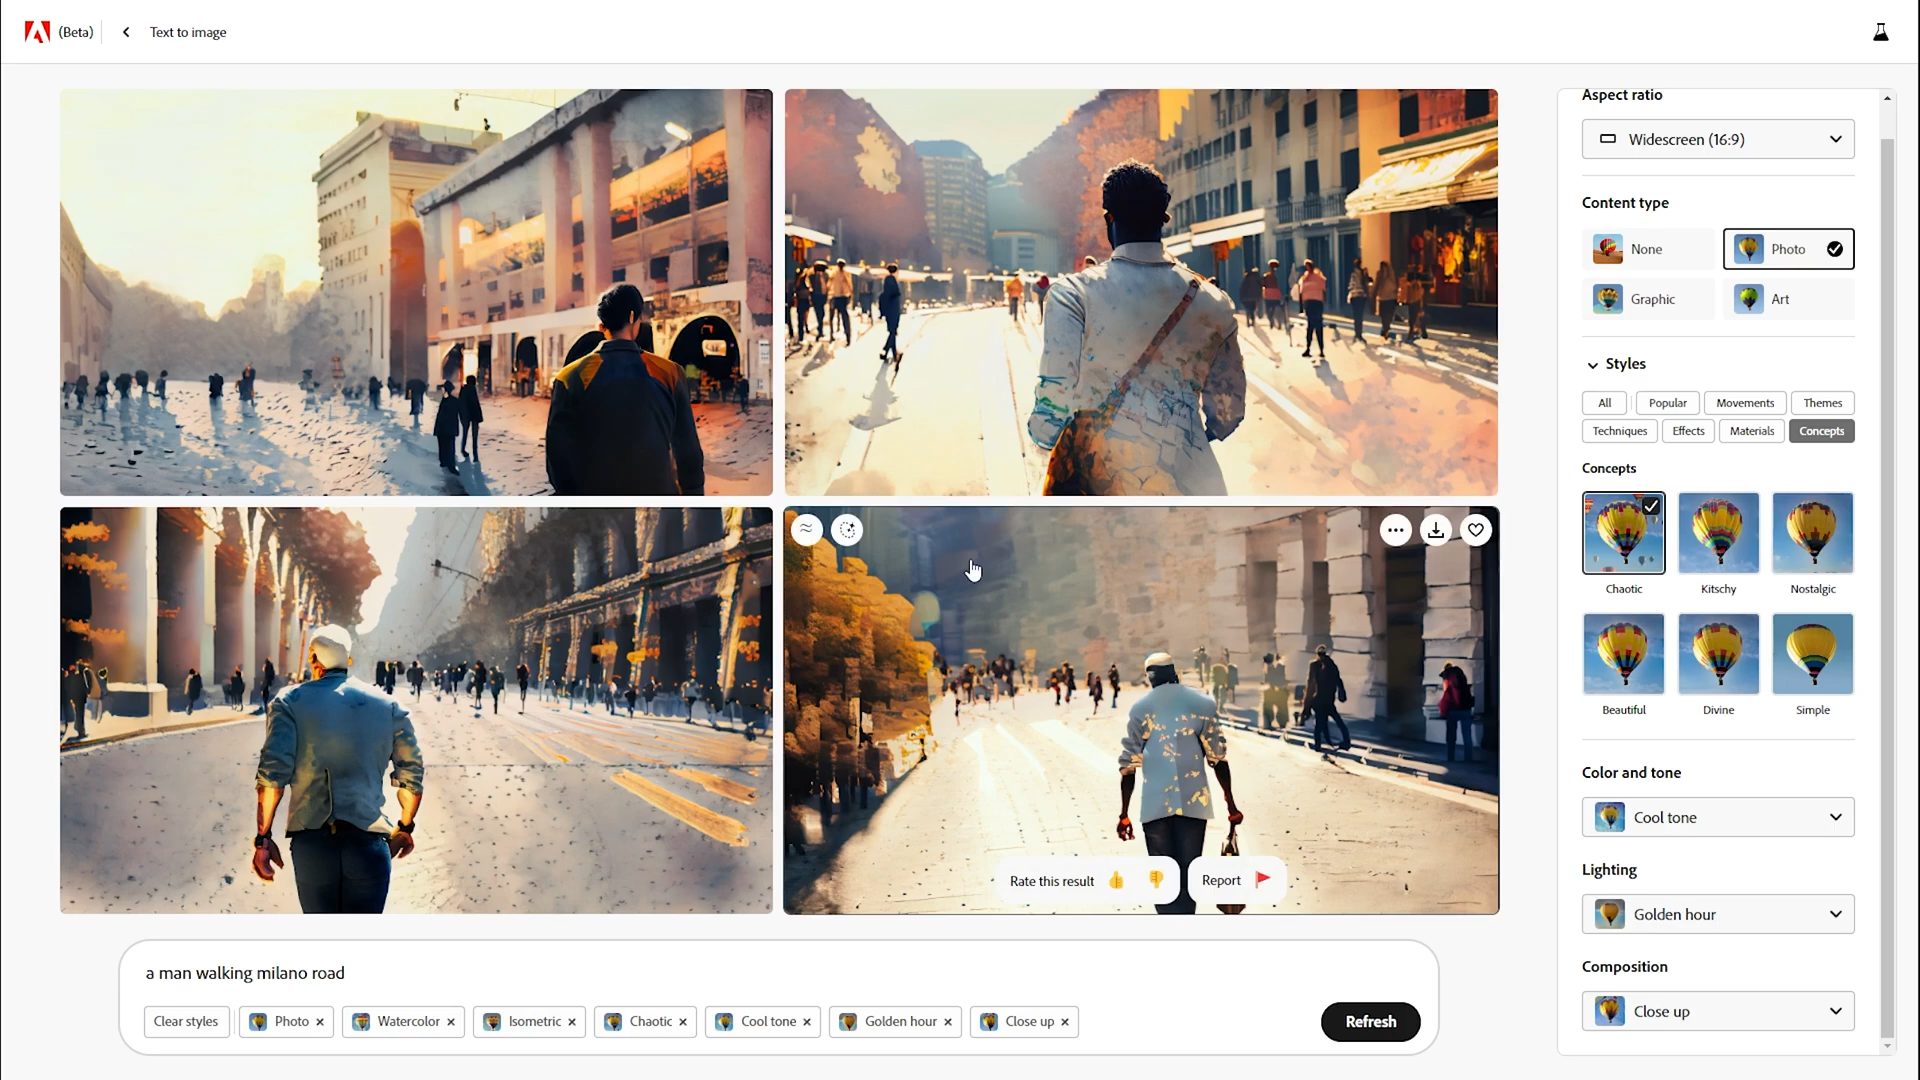 (Beta) Text to image
Aspect ratio
Widescreen (16:9)
Content type
None Photo
Graphic Art
Styles
All Popular Movements Themes
Techniques Effects Materials Concepts
Concepts
Chaotic Kitschy Nostalgic
Beautiful Divine Simple
Color and tone
Cool tone
Lighting
Golden hour
Composition
Close up
Rate this result Report
a man walking milano road
Clear styles Photo Watercolor Isometric Chaotic Cool tone Golden hour Close up Refresh